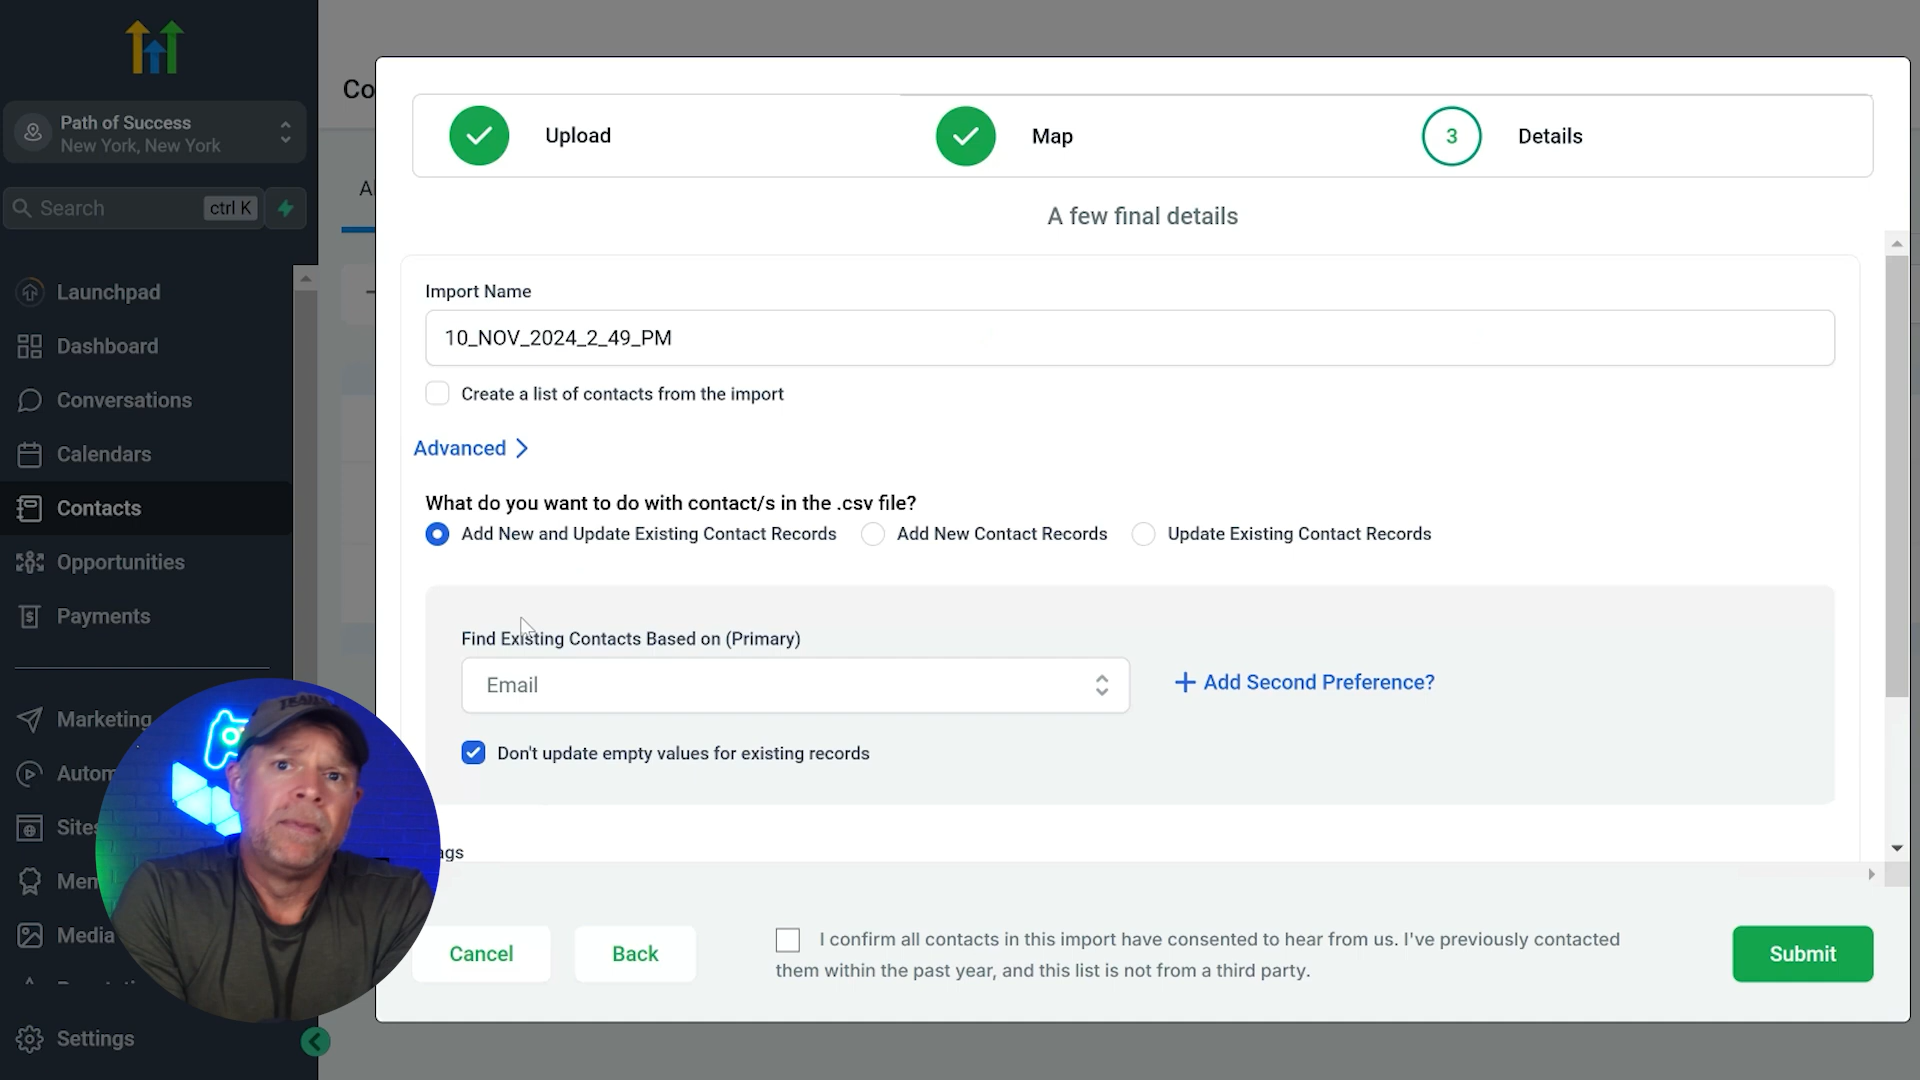 Path of Success
New York, New York
Search
ctrl K
Launchpad
Dashboard
Conversations
Calendars
Contacts
Opportunities
Payments
Marketing
Autom
Sites
Mem
Media
Settings
Co
Upload
Map
3
Details
A few final details
Import Name
10_NOV_2024_2_49_PM
Create a list of contacts from the import
Advanced
What do you want to do with contact/s in the .csv file?
Add New and Update Existing Contact Records
Add New Contact Records
Update Existing Contact Records
Find Existing Contacts Based on (Primary)
Email
+ Add Second Preference?
Don't update empty values for existing records
ags
Cancel
Back
I confirm all contacts in this import have consented to hear from us. I've previously contacted
them within the past year, and this list is not from a third party.
Submit